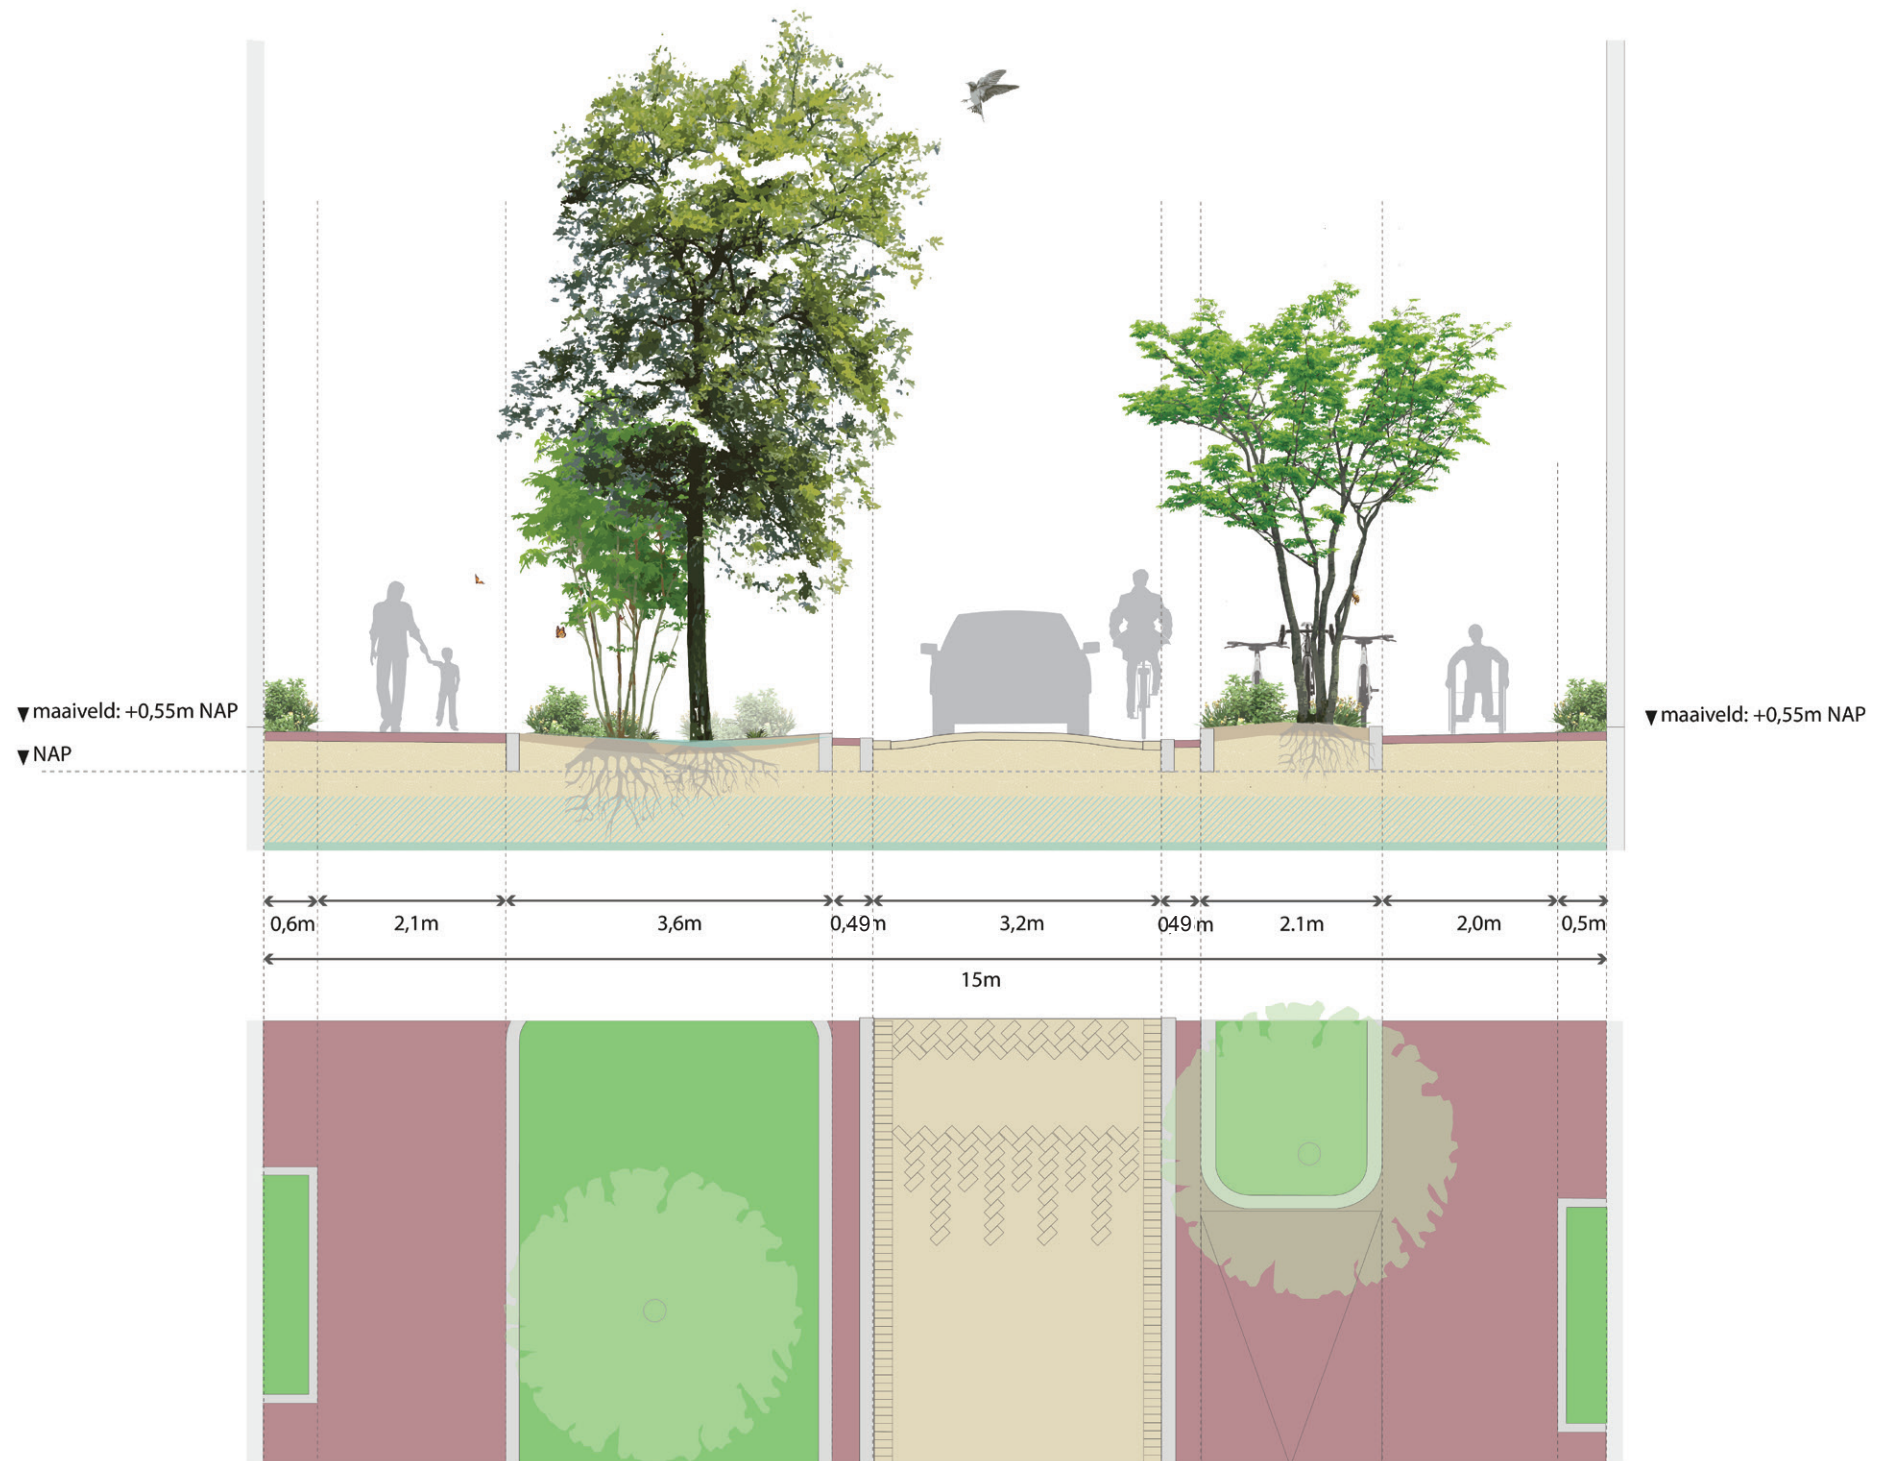 ▼maaiveld: +0,55m NAP
▼maaiveld: +0,55m NAP
▼NAP
0,6m 2,1m 3,6m 0,49m 3,2m 049m 2.1m 2,0m 0,5m
15m